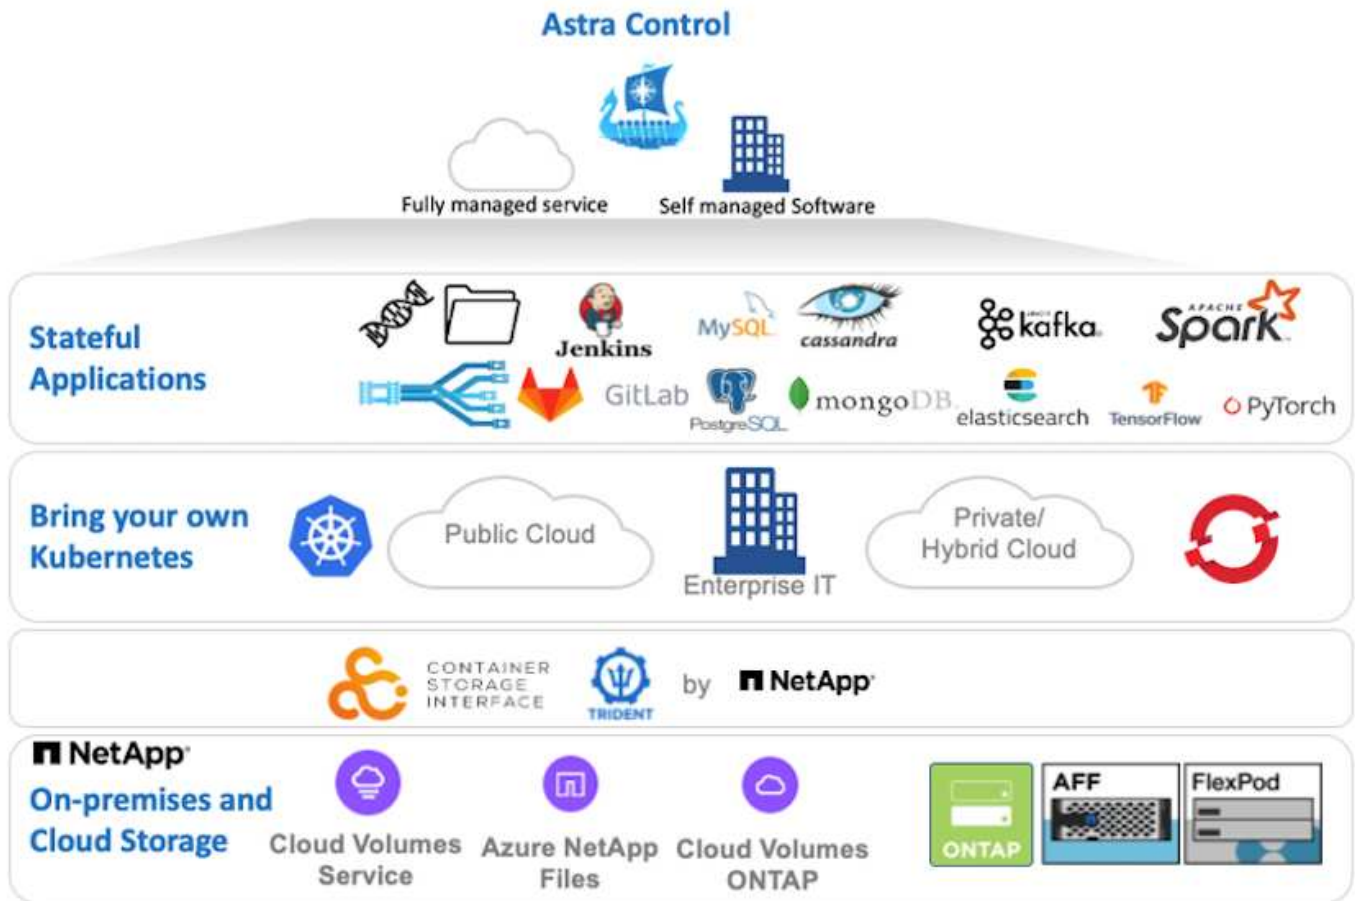 Astra Control
Fully managed service
Self managed Software
Stateful
Applications
Jenkins
MySQL
cassandra
kafka
APACHE
Spark
GitLab
PostgreSQL
mongoDB
elasticsearch
TensorFlow
PyTorch
Bring your own
Kubernetes
Public Cloud
Enterprise IT
Private/
Hybrid Cloud
CONTAINER
STORAGE
INTERFACE
TRIDENT
by
NetApp
NetApp
On-premises and
Cloud Storage
Cloud Volumes
Service
Azure NetApp
Files
Cloud Volumes
ONTAP
ONTAP
AFF
FlexPod